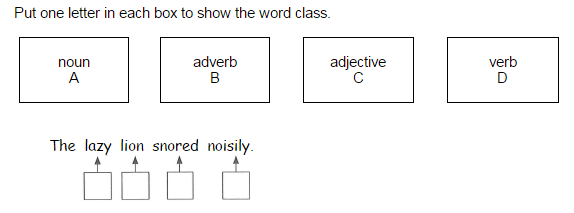 Put one letter in each box to show the word class.
noun adverb adjective verb
A B C D
The lazy lion snored noisily.